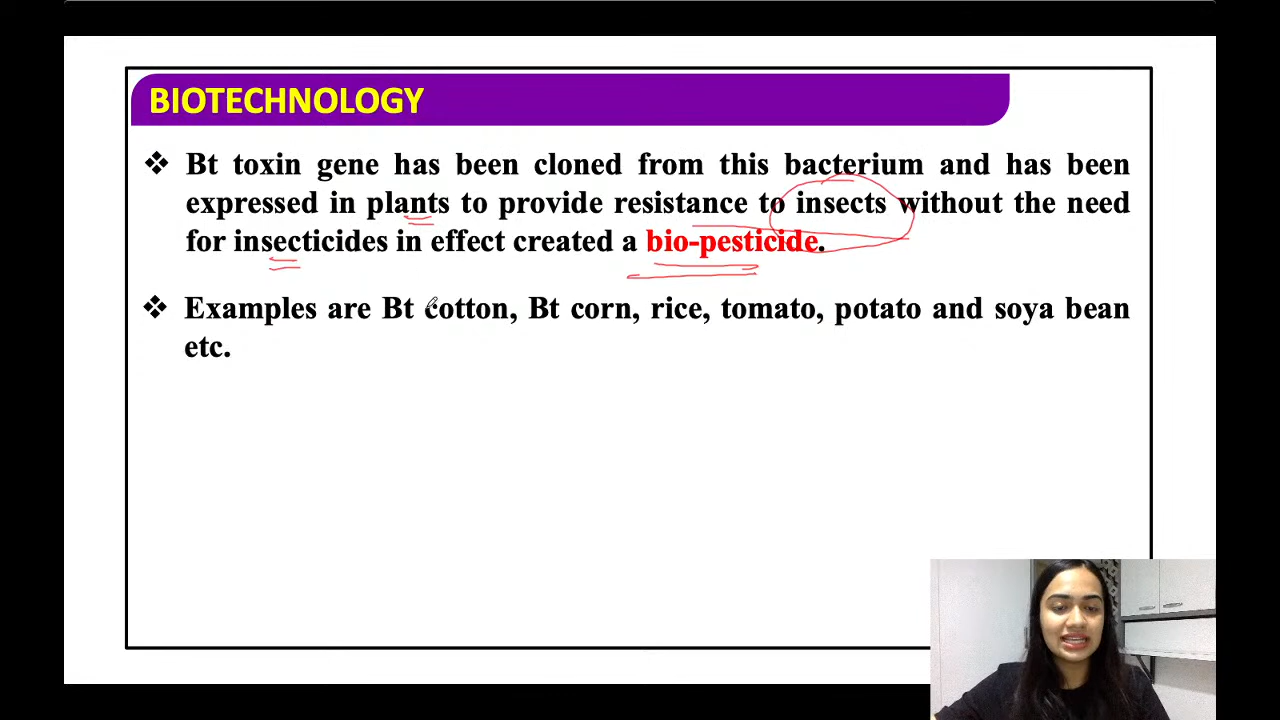 BIOTECHNOLOGY
❖ Bt toxin gene has been cloned from this bacterium and has been
expressed in plants to provide resistance to insects without the need
for insecticides in effect created a bio-pesticide.
❖ Examples are Bt cotton, Bt corn, rice, tomato, potato and soya bean
etc.